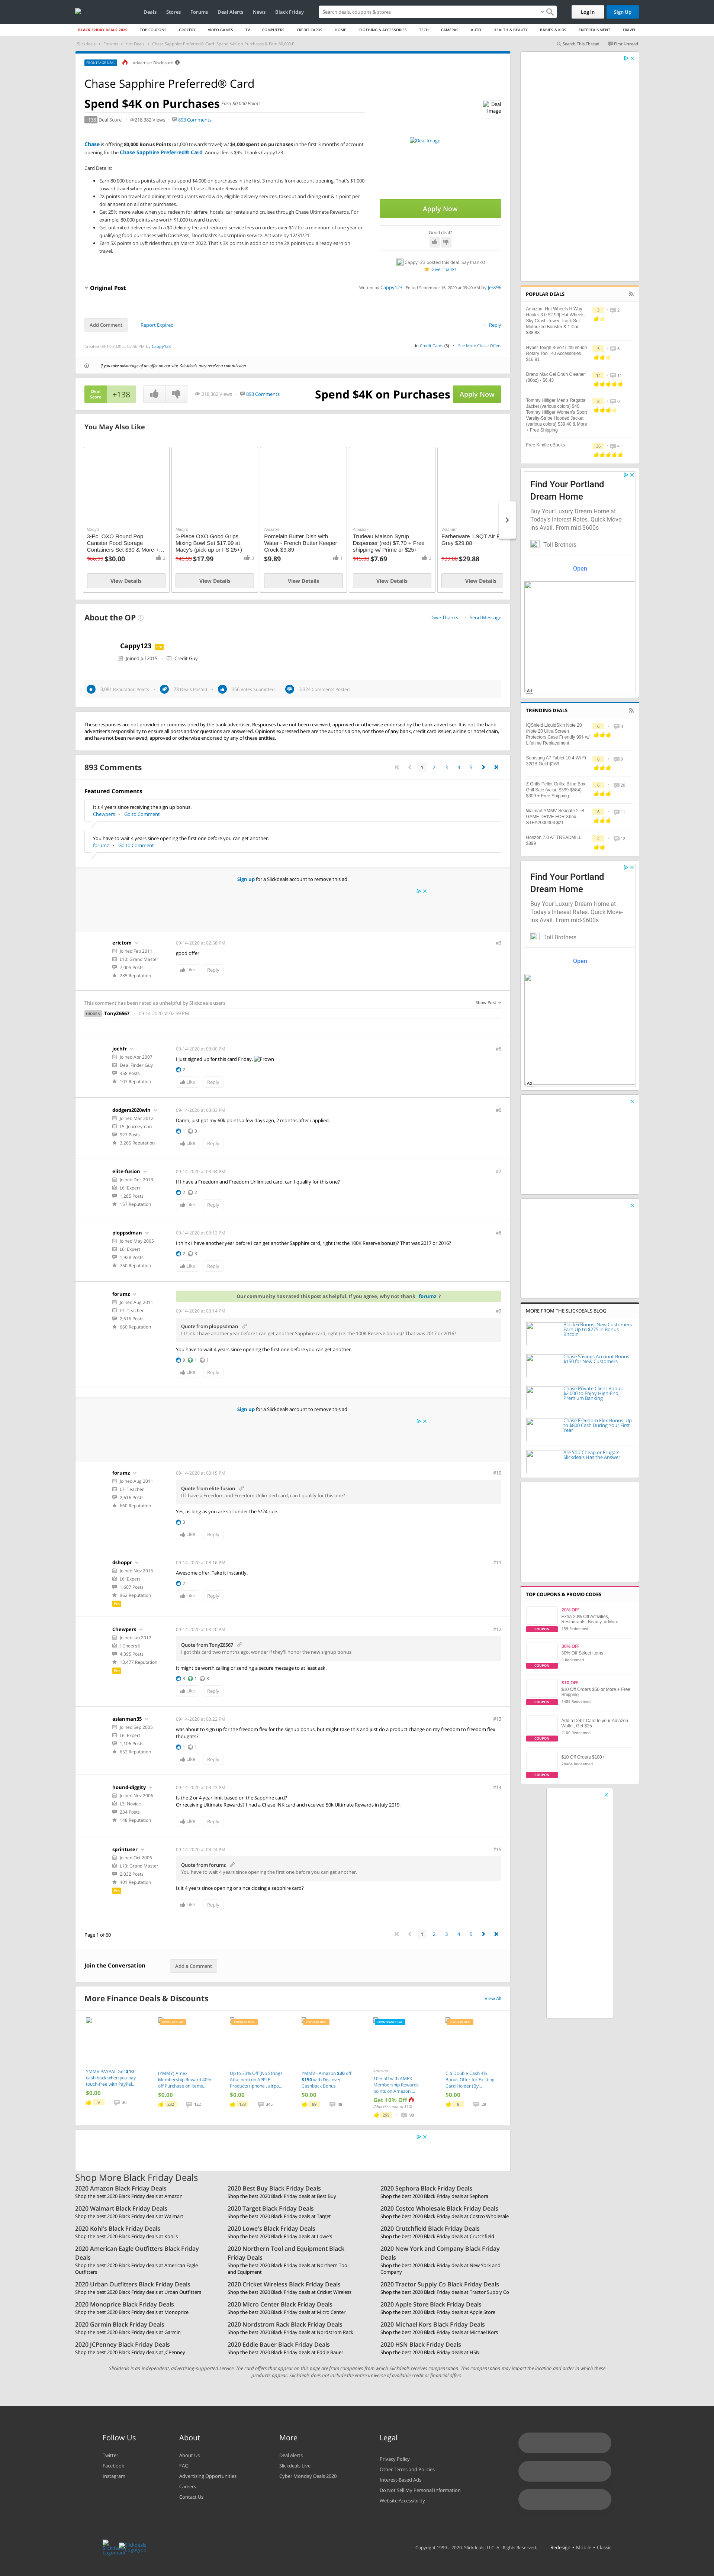 Deals Stores Forums Deal Alerts News Black Friday
Search deals, coupons & stores
Log In Sign Up
BLACK FRIDAY DEALS 2020 TOP COUPONS GROCERY VIDEO GAMES TV COMPUTERS CREDIT CARDS HOME CLOTHING & ACCESSORIES TECH CAMERAS AUTO HEALTH & BEAUTY BABIES & KIDS ENTERTAINMENT TRAVEL
Slickdeals > Forums > Hot Deals > Chase Sapphire Preferred® Card: Spend $4K on Purchases & Earn 80,000 P...
Search This Thread First Unread
FRONTPAGE DEAL Advertiser Disclosure
Chase Sapphire Preferred® Card
Spend $4K on Purchases Earn 80,000 Points
+138 Deal Score 218,382 Views 893 Comments
Chase is offering 80,000 Bonus Points ($1,000 towards travel) w/ $4,000 spent on purchases in the first 3 months of account opening for the Chase Sapphire Preferred® Card. Annual fee is $95. Thanks Cappy123
Card Details:
Earn 80,000 bonus points after you spend $4,000 on purchases in the first 3 months from account opening. That's $1,000 when you redeem through Chase Ultimate Rewards®.
2X points on travel and dining at restaurants worldwide, eligible delivery services, takeout and dining out & 1 point per dollar spent on all other purchases.
Get 25% more value when you redeem for airfare, hotels, car rentals and cruises through Chase Ultimate Rewards. For example, 80,000 points are worth $1,000 toward travel.
Get unlimited deliveries with a $0 delivery fee and reduced service fees on orders over $12 for a minimum of one year on qualifying food purchases with DashPass, DoorDash's subscription service. Activate by 12/31/21.
Earn 5X points on Lyft rides through March 2022. That's 3X points in addition to the 2X points you already earn on travel.
Deal Image
Deal Image
Apply Now
Good deal?
Cappy123 posted this deal. Say thanks!
Give Thanks
Original Post
Written by Cappy123 Edited September 16, 2020 at 09:40 AM by Jessi96
Add Comment Report Expired Reply
Created 09-14-2020 at 02:56 PM by Cappy123
in Credit Cards (3) See More Chase Offers
If you take advantage of an offer on our site, Slickdeals may receive a commission.
Deal Score +138
218,382 Views 893 Comments
Spend $4K on Purchases Apply Now
You May Also Like
Macy's
3-Pc. OXO Round Pop Canister Food Storage Containers Set $30 & More +...
$66.99 $30.00 2
View Details
Macy's
3-Piece OXO Good Grips Mixing Bowl Set $17.99 at Macy's (pick-up or FS 25+)
$46.99 $17.99 3
View Details
Amazon
Porcelain Butter Dish with Water - French Butter Keeper Crock $9.89
$9.89 1
View Details
Amazon
Trudeau Maison Syrup Dispenser (red) $7.70 + Free shipping w/ Prime or $25+
$15.88 $7.69 2
View Details
Walmart
Farberware 1.9QT Air F
Grey $29.88
$39.88 $29.88
View Details
About the OP
Give Thanks Send Message
Cappy123 Pro
Joined Jul 2015 Credit Guy
3,081 Reputation Points 78 Deals Posted 356 Votes Submitted 3,324 Comments Posted
These responses are not provided or commissioned by the bank advertiser. Responses have not been reviewed, approved or otherwise endorsed by the bank advertiser. It is not the bank advertiser's responsibility to ensure all posts and/or questions are answered. Opinions expressed here are the author's alone, not those of any bank, credit card issuer, airline or hotel chain, and have not been reviewed, approved or otherwise endorsed by any of these entities.
893 Comments
1 2 3 4 5
Featured Comments
It's 4 years since receiving the sign up bonus.
Chewpers Go to Comment
You have to wait 4 years since opening the first one before you can get another.
forumz Go to Comment
Sign up for a Slickdeals account to remove this ad.
erictom
Joined Feb 2011
L10: Grand Master
7,005 Posts
285 Reputation
09-14-2020 at 02:58 PM #3
good offer
Like Reply
This comment has been rated as unhelpful by Slickdeals users Show Post
HIDDEN TonyZ6567 09-14-2020 at 02:59 PM
jochfr
Joined Apr 2007
Deal Finder Guy
458 Posts
197 Reputation
09-14-2020 at 03:00 PM #5
I just signed up for this card Friday. Frown
2
Like Reply
dodgers2020win
Joined Mar 2012
L5: Journeyman
927 Posts
3,265 Reputation
09-14-2020 at 03:03 PM #6
Damn, just got my 60k points a few days ago, 2 months after i applied.
1 3
Like Reply
elite-fusion
Joined Dec 2013
L6: Expert
1,285 Posts
157 Reputation
09-14-2020 at 03:04 PM #7
If I have a Freedom and Freedom Unlimited card, can I qualify for this one?
2 2
Like Reply
ploppsdman
Joined May 2005
L6: Expert
1,028 Posts
750 Reputation
09-14-2020 at 03:12 PM #8
I think I have another year before I can get another Sapphire card, right (re: the 100K Reserve bonus)? That was 2017 or 2016?
2 3
Like Reply
forumz
Joined Aug 2011
L7: Teacher
2,616 Posts
660 Reputation
Our community has rated this post as helpful. If you agree, why not thank forumz ?
09-14-2020 at 03:14 PM #9
Quote from ploppsdman
I think I have another year before I can get another Sapphire card, right (re: the 100K Reserve bonus)? That was 2017 or 2016?
You have to wait 4 years since opening the first one before you can get another.
9 1 1
Like Reply
Sign up for a Slickdeals account to remove this ad.
forumz
Joined Aug 2011
L7: Teacher
2,616 Posts
660 Reputation
09-14-2020 at 03:15 PM #10
Quote from elite-fusion
If I have a Freedom and Freedom Unlimited card, can I qualify for this one?
Yes, as long as you are still under the 5/24 rule.
3
Like Reply
dshoppr
Joined Nov 2015
L6: Expert
1,607 Posts
962 Reputation
Pro
09-14-2020 at 03:16 PM #11
Awesome offer. Take it instantly.
2
Like Reply
Chewpers
Joined Jan 2012
( Cheers )
4,395 Posts
13,477 Reputation
Pro
09-14-2020 at 03:20 PM #12
Quote from TonyZ6567
I got this card two months ago, wonder if they'll honor the new signup bonus
It might be worth calling or sending a secure message to at least ask.
3 1 3
Like Reply
asianman35
Joined Sep 2005
L6: Expert
1,106 Posts
652 Reputation
09-14-2020 at 03:22 PM #13
was about to sign up for the freedom flex for the signup bonus, but might take this and just do a product change on my freedom to freedom flex. thoughts?
1 1
Like Reply
hound-diggity
Joined Nov 2006
L3: Novice
234 Posts
148 Reputation
09-14-2020 at 03:23 PM #14
Is the 2 or 4 year limit based on the Sapphire card?
Or receiving Ultimate Rewards? I had a Chase INK card and received 50k Ultimate Rewards in July 2019.
Like Reply
sprintuser
Joined Oct 2006
L10: Grand Master
2,032 Posts
401 Reputation
Pro
09-14-2020 at 03:24 PM #15
Quote from forumz
You have to wait 4 years since opening the first one before you can get another.
Is it 4 years since opening or since closing a sapphire card?
Like Reply
Page 1 of 60
1 2 3 4 5
Join the Conversation Add a Comment
More Finance Deals & Discounts View All
YMMV PAYPAL Get $10 cash back when you pay touch-free with PayPal...
$0.00
(YMMV) Amex Membership Reward 40% off Purchase on items...
$0.00
232 122
Up to 33% Off (No Strings Attached) on APPLE Products (iphone , airpo...
$0.00
133 345
YMMV - Amazon $30 off $150 with Discover Cashback Bonus
$0.00
89 48
Amazon
10% off with AMEX Membership Rewards points on Amazon...
Get 10% Off
299 98
Citi Double Cash 4% Bonus Offer for Existing Card Holder (By...
$0.00
9 29
Shop More Black Friday Deals
2020 Amazon Black Friday Deals
Shop the best 2020 Black Friday deals at Amazon
2020 Best Buy Black Friday Deals
Shop the best 2020 Black Friday deals at Best Buy
2020 Sephora Black Friday Deals
Shop the best 2020 Black Friday deals at Sephora
2020 Walmart Black Friday Deals
Shop the best 2020 Black Friday deals at Walmart
2020 Target Black Friday Deals
Shop the best 2020 Black Friday deals at Target
2020 Costco Wholesale Black Friday Deals
Shop the best 2020 Black Friday deals at Costco Wholesale
2020 Kohl's Black Friday Deals
Shop the best 2020 Black Friday deals at Kohl's
2020 Lowe's Black Friday Deals
Shop the best 2020 Black Friday deals at Lowe's
2020 Crutchfield Black Friday Deals
Shop the best 2020 Black Friday deals at Crutchfield
2020 American Eagle Outfitters Black Friday Deals
Shop the best 2020 Black Friday deals at American Eagle Outfitters
2020 Northern Tool and Equipment Black Friday Deals
Shop the best 2020 Black Friday deals at Northern Tool and Equipment
2020 New York and Company Black Friday Deals
Shop the best 2020 Black Friday deals at New York and Company
2020 Urban Outfitters Black Friday Deals
Shop the best 2020 Black Friday deals at Urban Outfitters
2020 Cricket Wireless Black Friday Deals
Shop the best 2020 Black Friday deals at Cricket Wireless
2020 Tractor Supply Co Black Friday Deals
Shop the best 2020 Black Friday deals at Tractor Supply Co
2020 Monoprice Black Friday Deals
Shop the best 2020 Black Friday deals at Monoprice
2020 Micro Center Black Friday Deals
Shop the best 2020 Black Friday deals at Micro Center
2020 Apple Store Black Friday Deals
Shop the best 2020 Black Friday deals at Apple Store
2020 Garmin Black Friday Deals
Shop the best 2020 Black Friday deals at Garmin
2020 Nordstrom Rack Black Friday Deals
Shop the best 2020 Black Friday deals at Nordstrom Rack
2020 Michael Kors Black Friday Deals
Shop the best 2020 Black Friday deals at Michael Kors
2020 JCPenney Black Friday Deals
Shop the best 2020 Black Friday deals at JCPenney
2020 Eddie Bauer Black Friday Deals
Shop the best 2020 Black Friday deals at Eddie Bauer
2020 HSN Black Friday Deals
Shop the best 2020 Black Friday deals at HSN
Slickdeals is an independent, advertising-supported service. The card offers that appear on this page are from companies from which Slickdeals receives compensation. This compensation may impact the location and order in which these products appear. Slickdeals does not include the entire universe of available credit or financial offers.
POPULAR DEALS
Amazon: Hot Wheels HiWay Hauler 3.0 $2.99| Hot Wheels Sky Crash Tower Track Set Motorized Booster & 1 Car $39.88
Hyper Tough 8-Volt Lithium-ion Rotary Tool, 40 Accessories $16.91
Drano Max Gel Drain Cleaner (80oz) - $6.43
Tommy Hilfiger Men's Regatta Jacket (various colors) $40, Tommy Hilfiger Women's Sport Varsity-Stripe Hooded Jacket (various colors) $39.40 & More + Free Shipping
Free Kindle eBooks
Find Your Portland Dream Home
Buy Your Luxury Dream Home at Today's Interest Rates. Quick Move-ins Avail. From mid-$600s
Toll Brothers
Open
Ad
TRENDING DEALS
IQShield LiquidSkin Note 20 /Note 20 Ultra Screen Protectors Case Friendly 99¢ w/ Lifetime Replacement
Samsung A7 Tablet 10.4 Wi-Fi 32GB Gold $169
Z Grills Pellet Grills: Blind Box Grill Sale (value $399-$584) $309 + Free Shipping
Walmart:YMMV Seagate 2TB GAME DRIVE FOR Xbox - STEA2000403 $21
Horizon 7.0 AT TREADMILL $688
Find Your Portland Dream Home
Buy Your Luxury Dream Home at Today's Interest Rates. Quick Move-ins Avail. From mid-$600s
Toll Brothers
Open
Ad
MORE FROM THE SLICKDEALS BLOG
BlockFi Bonus: New Customers Earn Up to $275 in Bonus Bitcoin
Chase Savings Account Bonus: $150 for New Customers
Chase Private Client Bonus: $2,000 to Enjoy High-End, Premium Banking
Chase Freedom Flex Bonus: Up to $800 Cash During Your First Year
Are You Cheap or Frugal? Slickdeals Has the Answer
TOP COUPONS & PROMO CODES
20% OFF
Extra 20% Off Activities, Restaurants, Beauty, & More
COUPON
30% OFF
30% Off Select Items
COUPON
$10 OFF
$10 Off Orders $50 or More + Free Shipping
COUPON
Add a Debit Card to your Amazon Wallet, Get $25
COUPON
$10 Off Orders $100+
COUPON
Follow Us
Twitter
Facebook
Instagram
About
About Us
FAQ
Advertising Opportunities
Careers
Contact Us
More
Deal Alerts
Slickdeals Live
Cyber Monday Deals 2020
Legal
Privacy Policy
Other Terms and Policies
Interest-Based Ads
Do Not Sell My Personal Information
Website Accessibility
Copyright 1999 - 2020. Slickdeals, LLC. All Rights Reserved. Redesign • Mobile • Classic